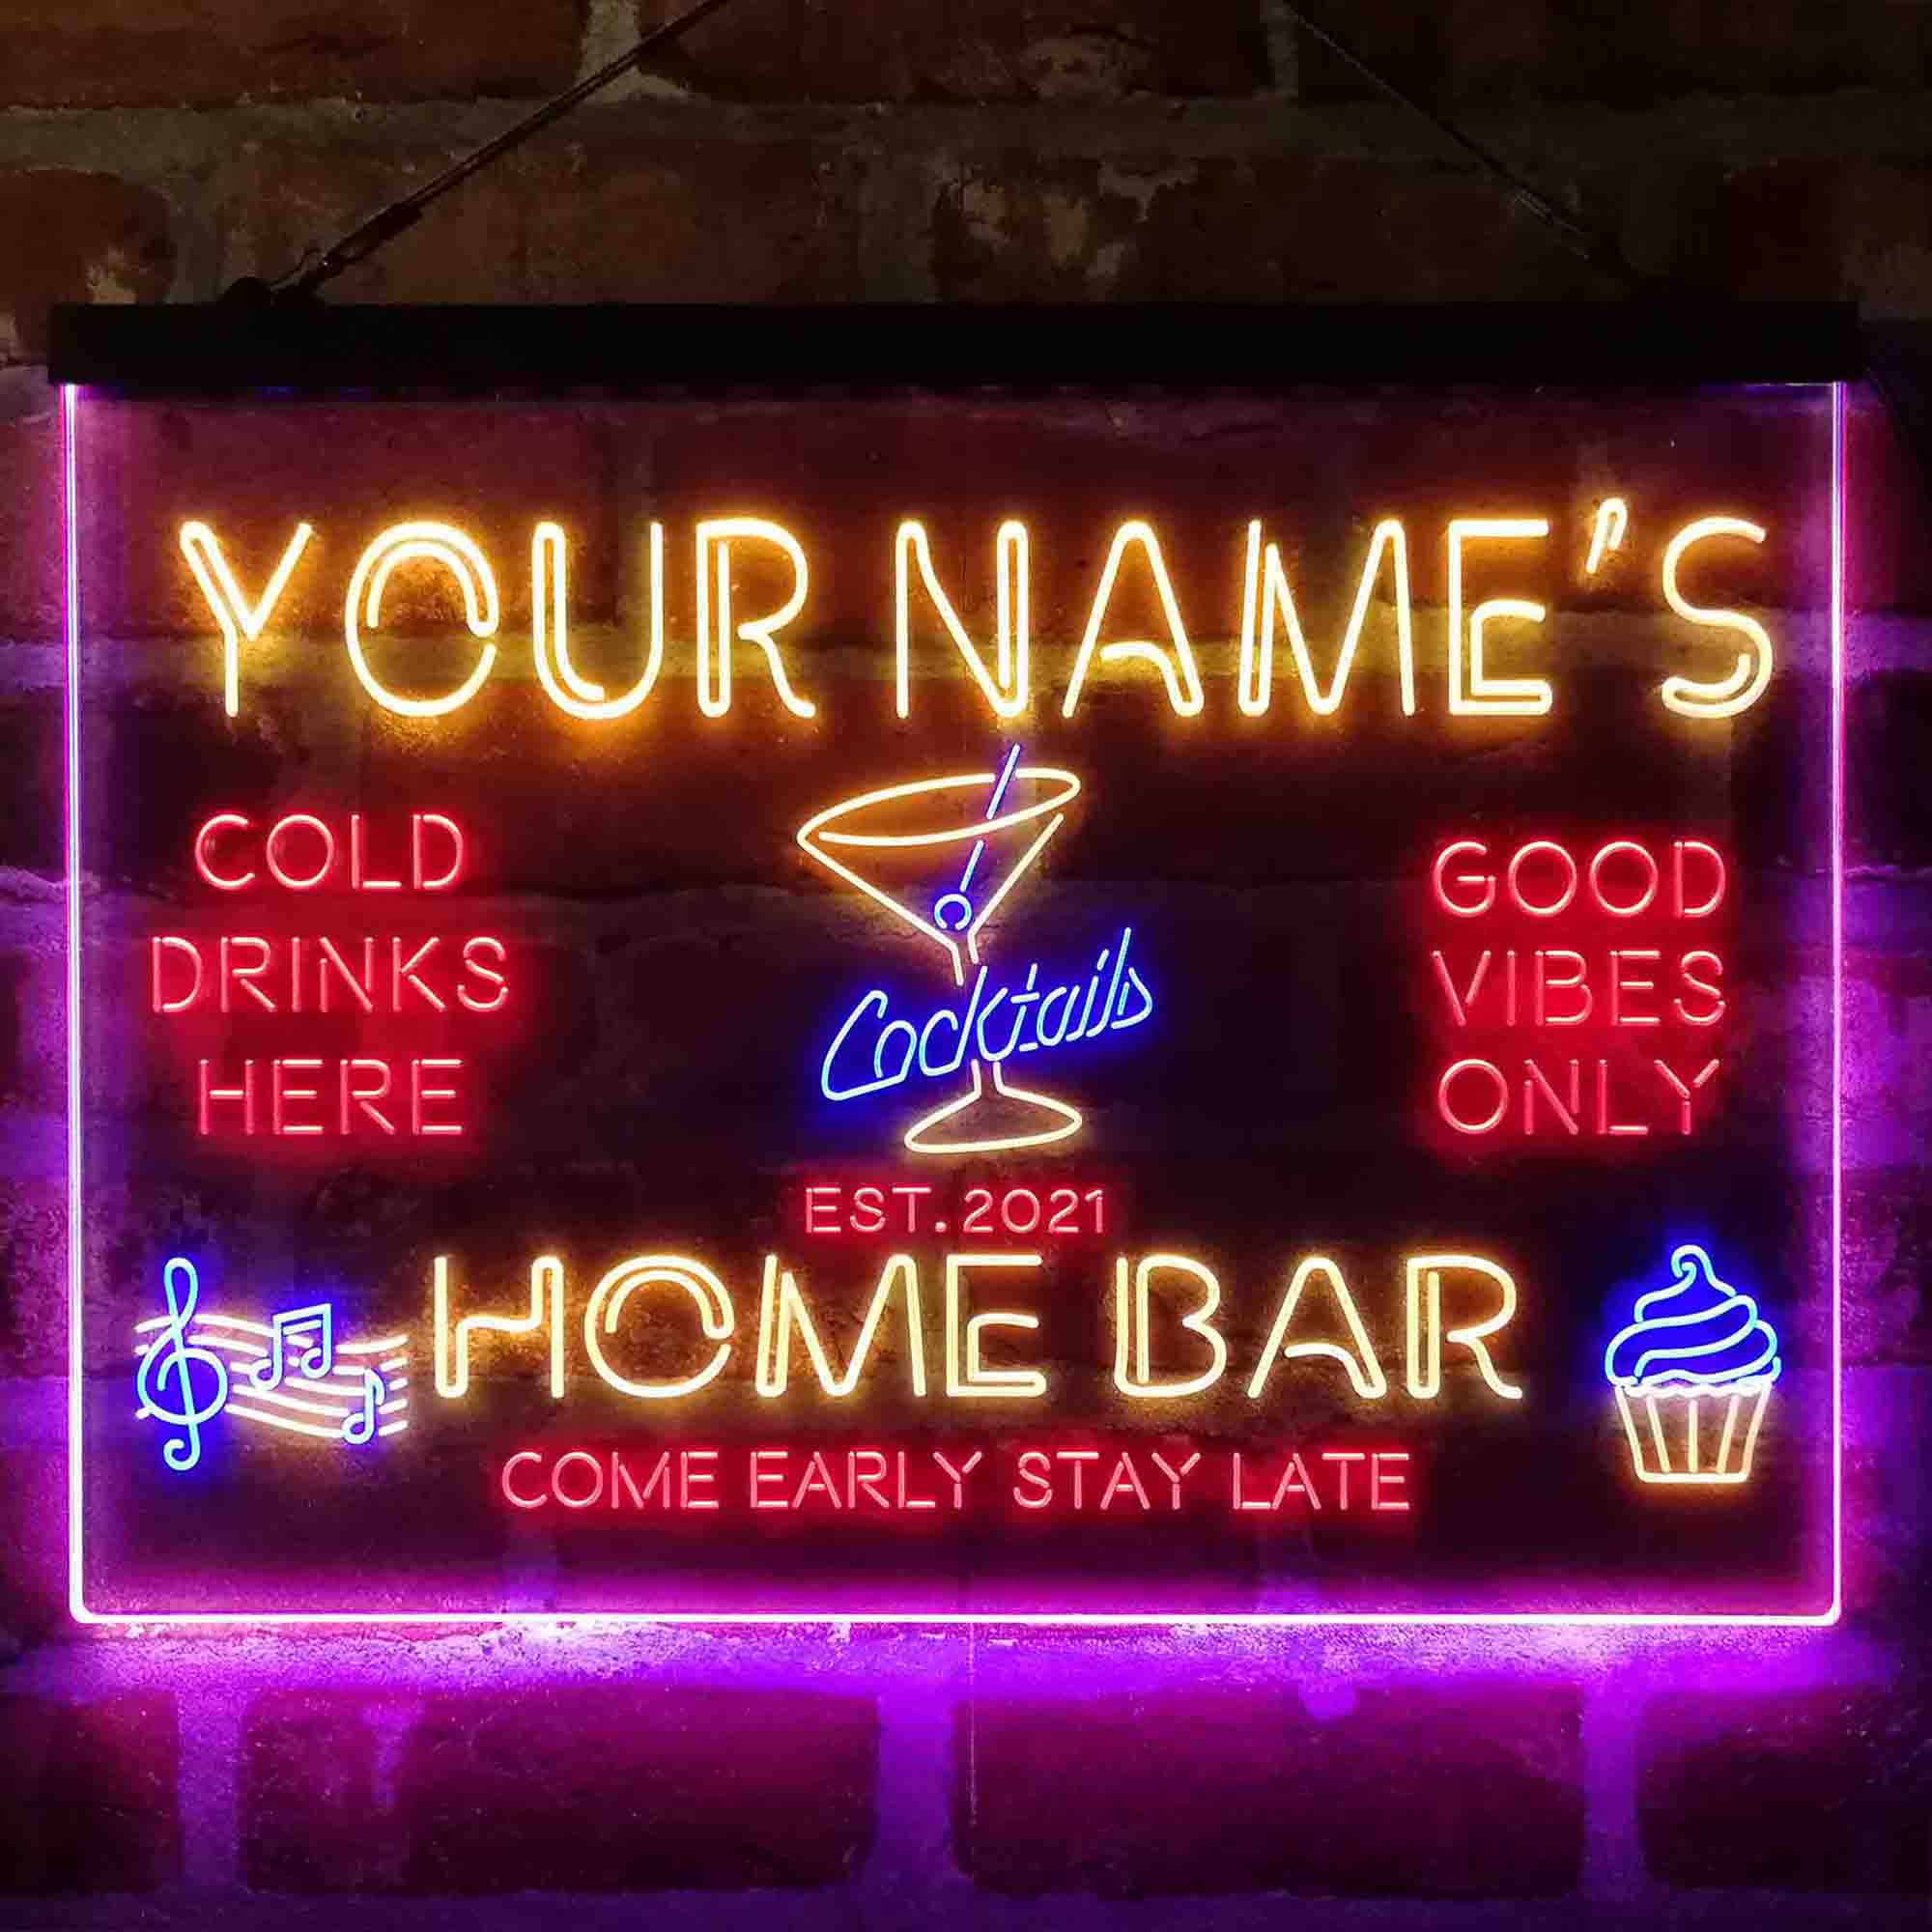 YOUR NAME'S
COLD
DRINKS
HERE
Cocktails
GOOD
VIBES
ONLY
EST. 2021
HOME BAR
COME EARLY STAY LATE